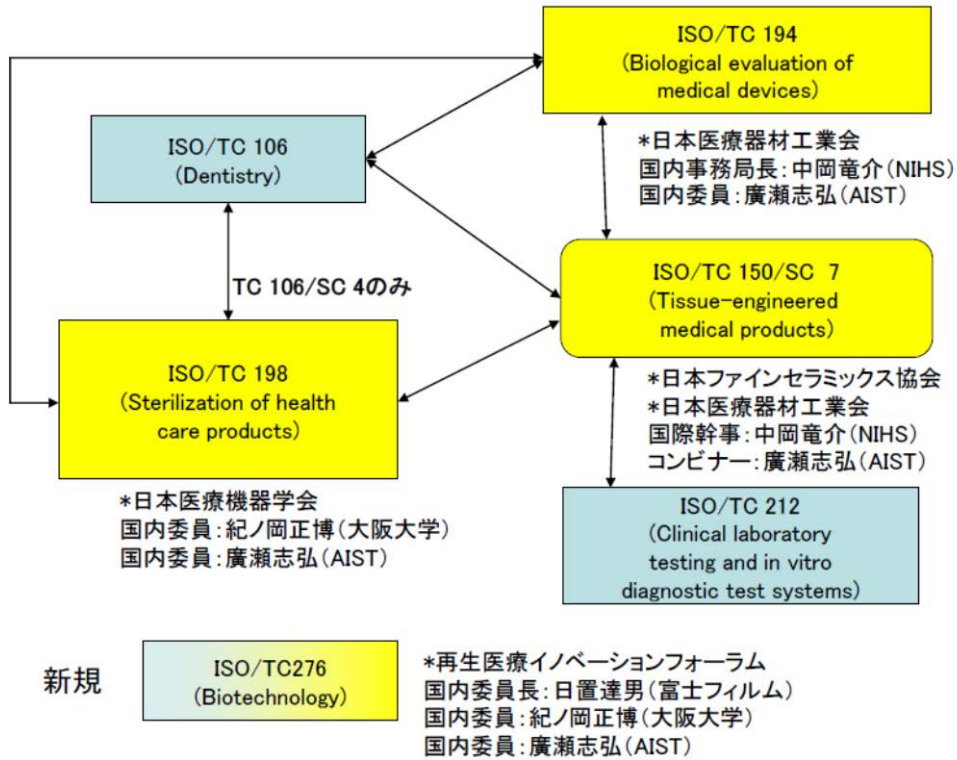 ISO/TC 194
(Biological evaluation of
medical devices)
ISO/TC 106
(Dentistry)
*日本医療器材工業会
国内事務局長:中岡竜介(NIHS)
国内委員:廣瀬志弘(AIST)
TC 106/SC 4のみ
ISO/TC 150/SC 7
(Tissue-engineered
medical products)
ISO/TC 198
(Sterilization of health
care products)
*日本ファインセラミックス協会
*日本医療器材工業会
国際幹事:中岡竜介(NIHS)
コンビナー:廣瀬志弘(AIST)
*日本医療機器学会
国内委員:紀ノ岡正博(大阪大学)
国内委員:廣瀬志弘(AIST)
ISO/TC 212
(Clinical laboratory
testing and in vitro
diagnostic test systems)
新規
ISO/TC276
(Biotechnology)
*再生医療イノベーションフォーラム
国内委員長:日置達男(富士フィルム)
国内委員:紀ノ岡正博(大阪大学)
国内委員:廣瀬志弘(AIST)